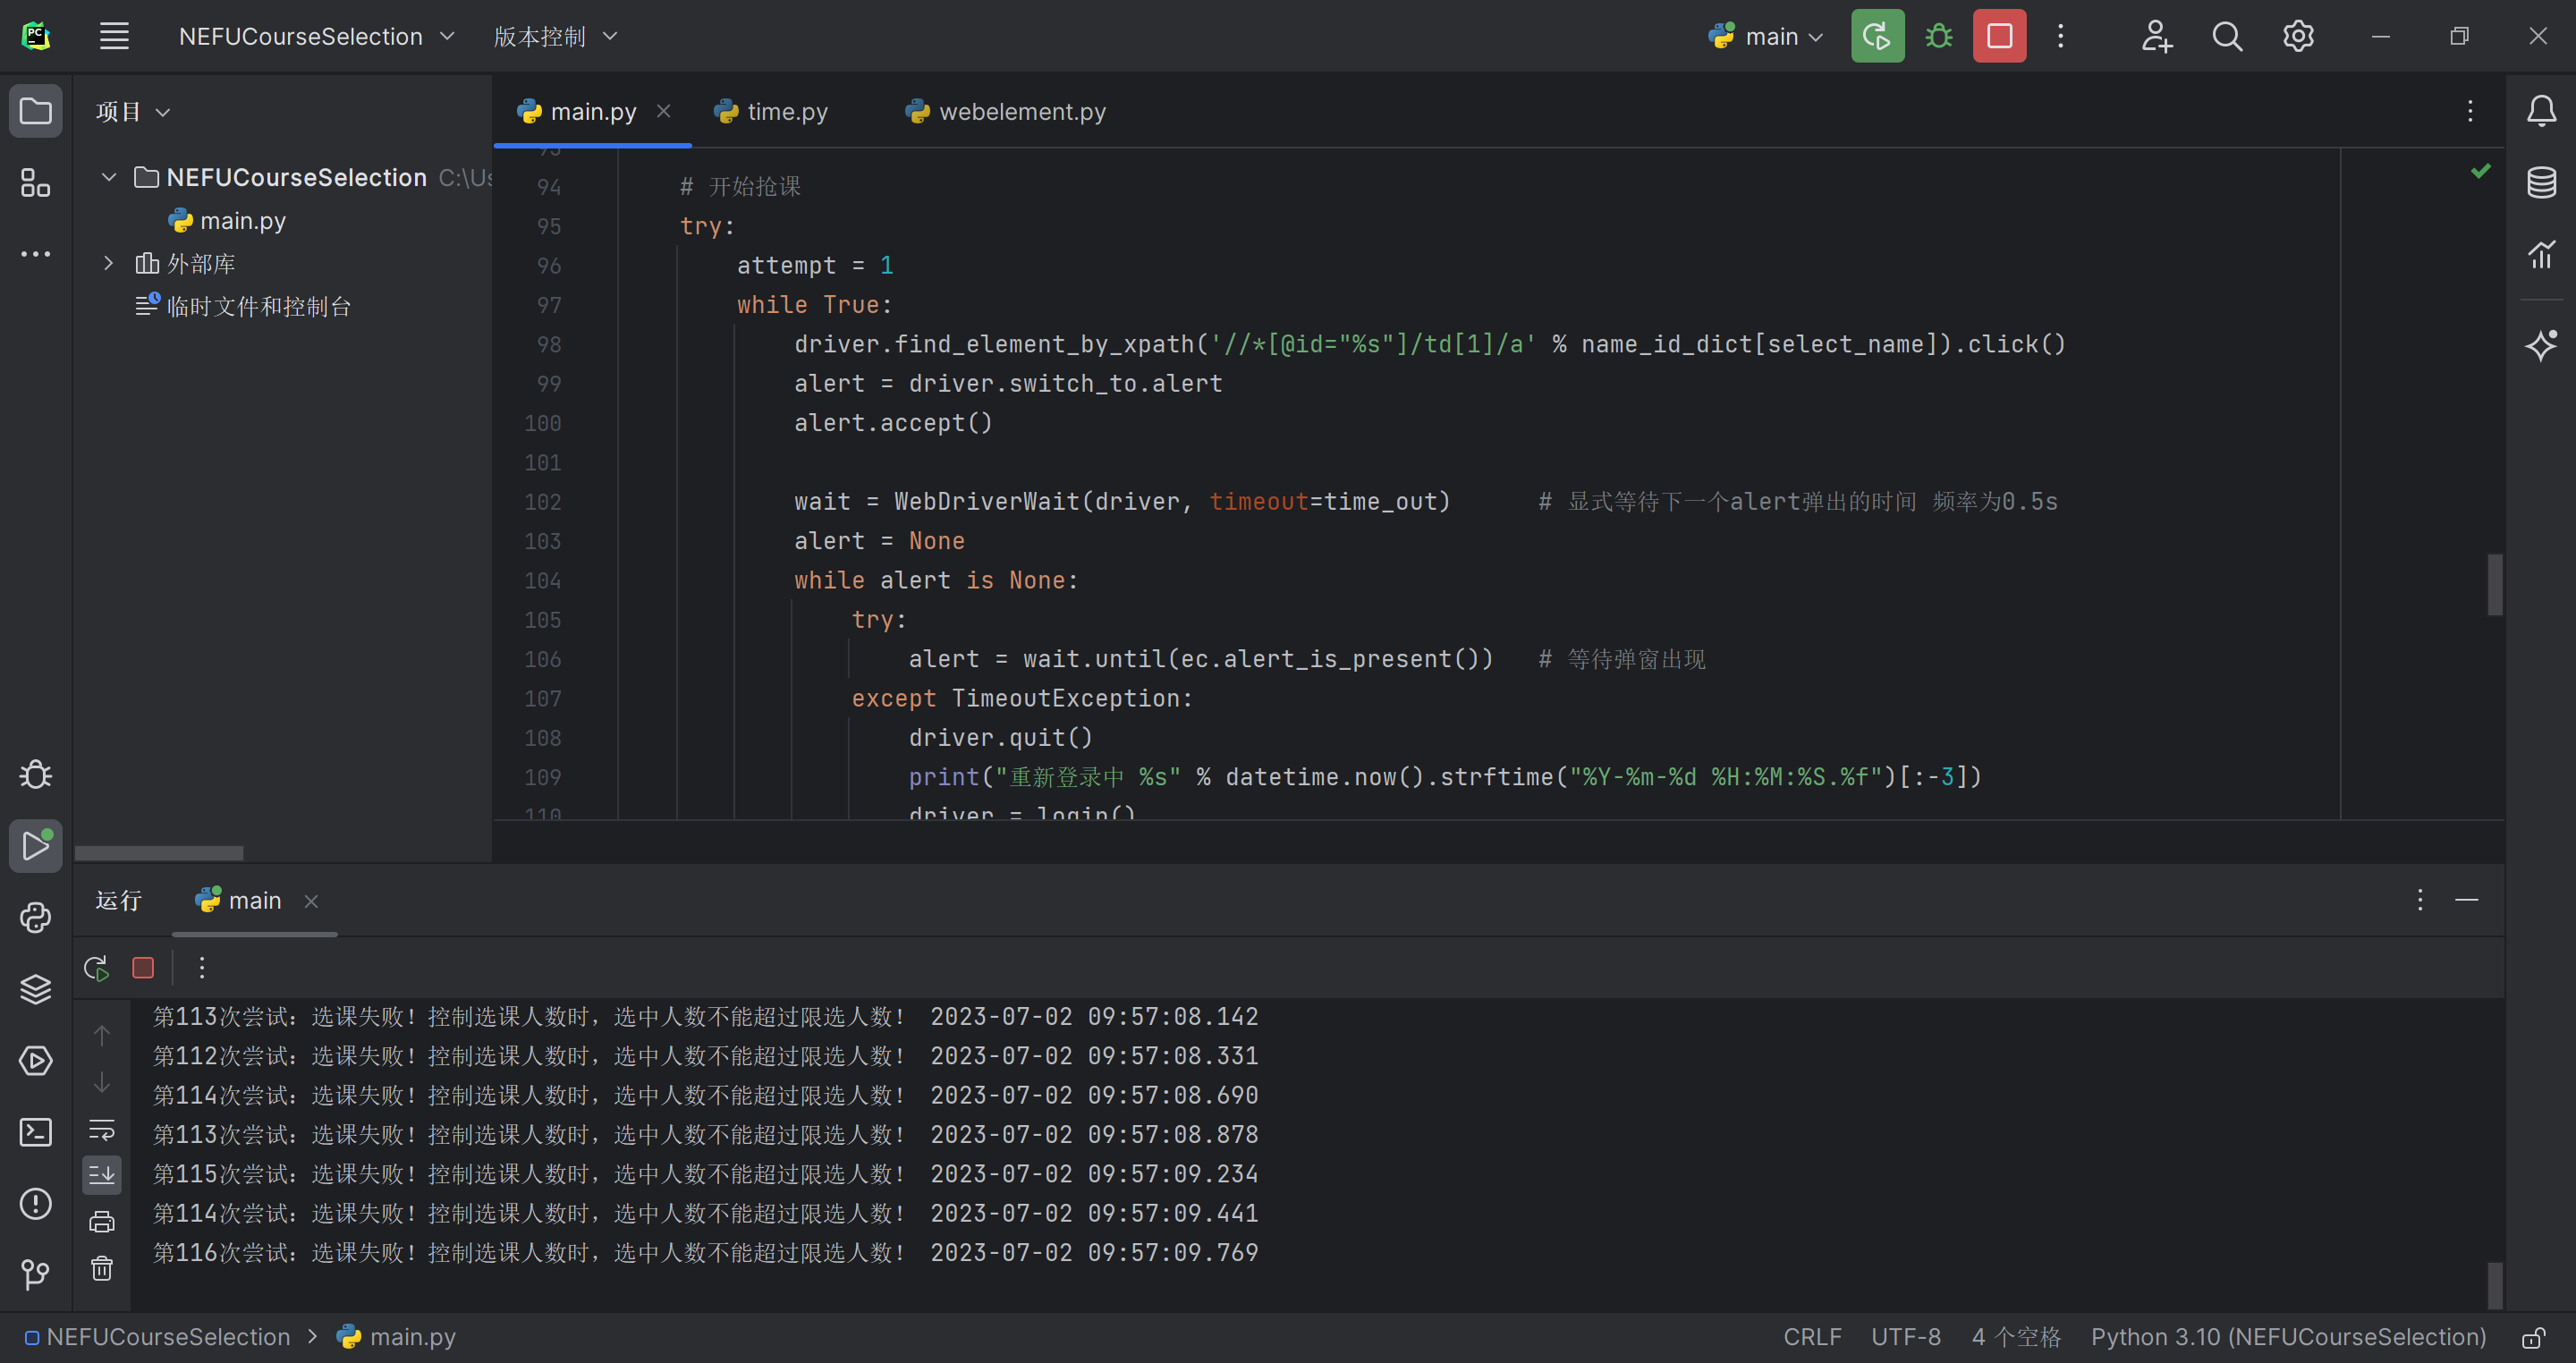 PC
NEFUCourseSelection
版本控制
main
项目
main.py
time.py
webelement.py
NEFUCourseSelection C:\Us
main.py
外部库
临时文件和控制台
94 # 开始抢课
95 try:
96 attempt = 1
97 while True:
98 driver.find_element_by_xpath('//*[@id="%s"]/td[1]/a' % name_id_dict[select_name]).click()
99 alert = driver.switch_to.alert
100 alert.accept()
101
102 wait = WebDriverWait(driver, timeout=time_out) # 显式等待下一个alert弹出的时间 频率为0.5s
103 alert = None
104 while alert is None:
105 try:
106 alert = wait.until(ec.alert_is_present()) # 等待弹窗出现
107 except TimeoutException:
108 driver.quit()
109 print("重新登录中 %s" % datetime.now().strftime("%Y-%m-%d %H:%M:%S.%f")[:-3])
110 driver = login()
运行
main
第113次尝试：选课失败！控制选课人数时，选中人数不能超过限选人数！ 2023-07-02 09:57:08.142
第112次尝试：选课失败！控制选课人数时，选中人数不能超过限选人数！ 2023-07-02 09:57:08.331
第114次尝试：选课失败！控制选课人数时，选中人数不能超过限选人数！ 2023-07-02 09:57:08.690
第113次尝试：选课失败！控制选课人数时，选中人数不能超过限选人数！ 2023-07-02 09:57:08.878
第115次尝试：选课失败！控制选课人数时，选中人数不能超过限选人数！ 2023-07-02 09:57:09.234
第114次尝试：选课失败！控制选课人数时，选中人数不能超过限选人数！ 2023-07-02 09:57:09.441
第116次尝试：选课失败！控制选课人数时，选中人数不能超过限选人数！ 2023-07-02 09:57:09.769
NEFUCourseSelection > main.py
CRLF UTF-8 4 个空格 Python 3.10 (NEFUCourseSelection)